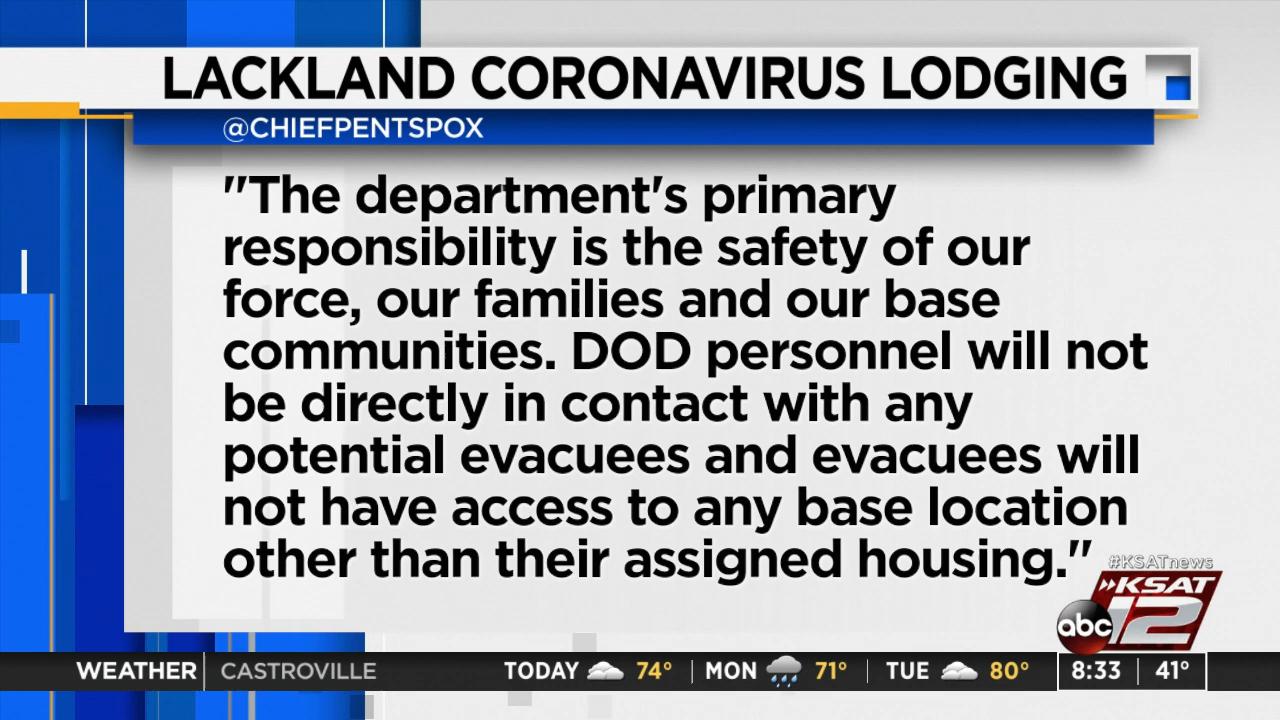 LACKLAND CORONAVIRUS LODGING
@CHIEFPENTSPOX
"The department's primary
responsibility is the safety of our
force, our families and our base
communities. DOD personnel will not
be directly in contact with any
potential evacuees and evacuees will
not have access to any base location
other than their assigned housing."
#KSATnews
KSAT
abc 12
WEATHER CASTROVILLE TODAY 74° MON 71° TUE 80° 8:33 41°